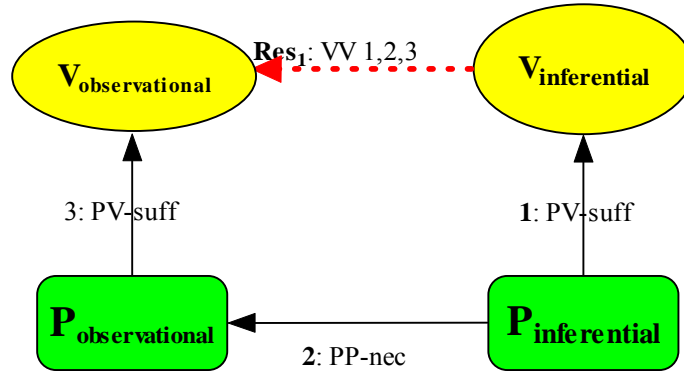 Res1: VV 1,2,3
Vobservational
Vinferential
3: PV-suff
1: PV-suff
Pobservational
Pinferential
2: PP-nec